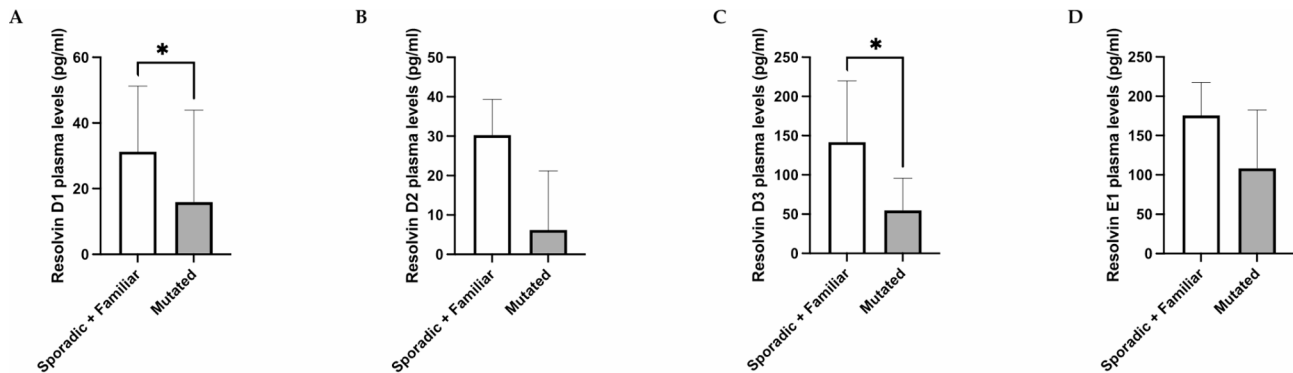 A
Resolvin D1 plasma levels (pg/ml)
60
40
20
0
*
Sporadic + Familiar
Mutated
B
Resolvin D2 plasma levels (pg/ml)
50
40
30
20
10
0
Sporadic + Familiar
Mutated
C
Resolvin D3 plasma levels (pg/ml)
250
200
150
100
50
0
*
Sporadic + Familiar
Mutated
D
Resolvin E1 plasma levels (pg/ml)
250
200
150
100
50
0
Sporadic + Familiar
Mutated